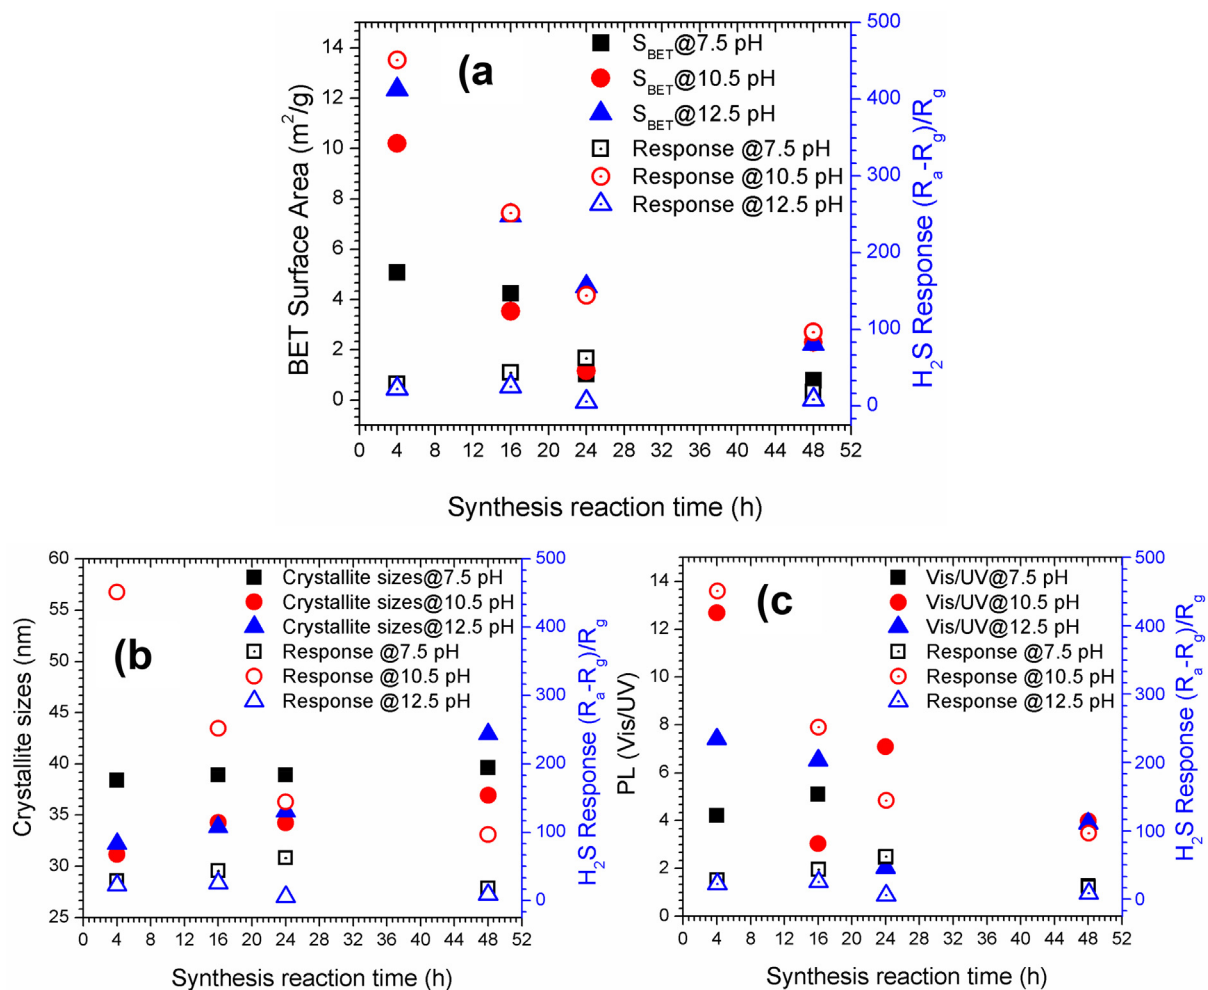 (a
S_BET@7.5 pH
S_BET@10.5 pH
S_BET@12.5 pH
Response @7.5 pH
Response @10.5 pH
Response @12.5 pH
BET Surface Area (m²/g)
14
12
10
8
6
4
2
0
500
400
300
200
100
0
H₂S Response (Rₐ-R_g)/R_g
0 4 8 12 16 20 24 28 32 36 40 44 48 52
Synthesis reaction time (h)
(b
Crystallite sizes@7.5 pH
Crystallite sizes@10.5 pH
Crystallite sizes@12.5 pH
Response @7.5 pH
Response @10.5 pH
Response @12.5 pH
Crystallite sizes (nm)
60
55
50
45
40
35
30
25
500
400
300
200
100
0
H₂S Response (Rₐ-R_g)/R_g
0 4 8 12 16 20 24 28 32 36 40 44 48 52
Synthesis reaction time (h)
(c
Vis/UV@7.5 pH
Vis/UV@10.5 pH
Vis/UV@12.5 pH
Response @7.5 pH
Response @10.5 pH
Response @12.5 pH
PL (Vis/UV)
14
12
10
8
6
4
2
0
500
400
300
200
100
0
H₂S Response (Rₐ-R_g)/R_g
0 4 8 12 16 20 24 28 32 36 40 44 48 52
Synthesis reaction time (h)